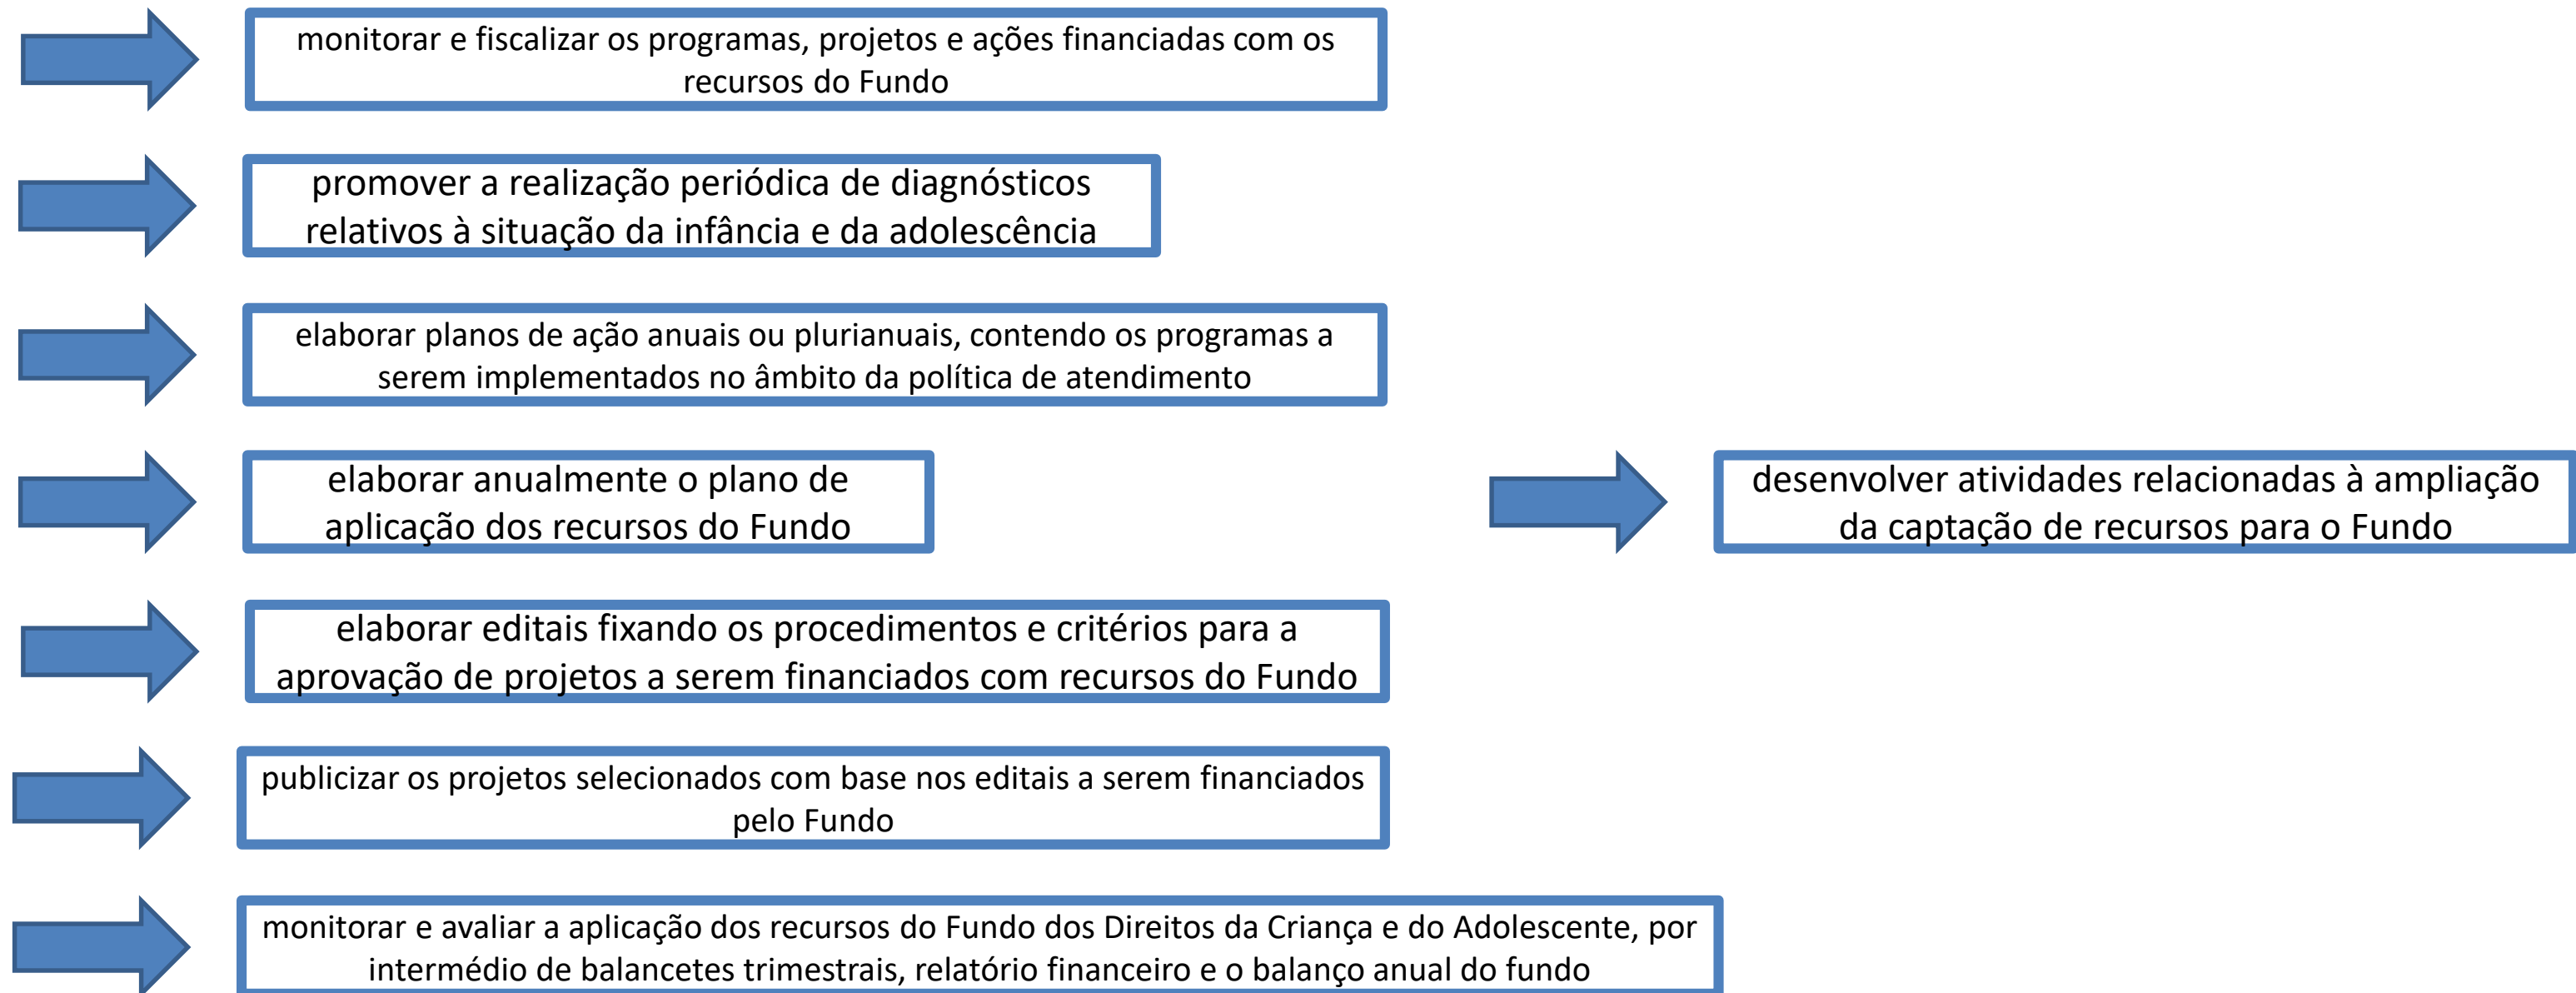 monitorar e fiscalizar os programas, projetos e ações financiadas com os
recursos do Fundo
promover a realização periódica de diagnósticos
relativos à situação da infância e da adolescência
elaborar planos de ação anuais ou plurianuais, contendo os programas a
serem implementados no âmbito da política de atendimento
elaborar anualmente o plano de
aplicação dos recursos do Fundo
desenvolver atividades relacionadas à ampliação
da captação de recursos para o Fundo
elaborar editais fixando os procedimentos e critérios para a
aprovação de projetos a serem financiados com recursos do Fundo
publicizar os projetos selecionados com base nos editais a serem financiados
pelo Fundo
monitorar e avaliar a aplicação dos recursos do Fundo dos Direitos da Criança e do Adolescente, por
intermédio de balancetes trimestrais, relatório financeiro e o balanço anual do fundo